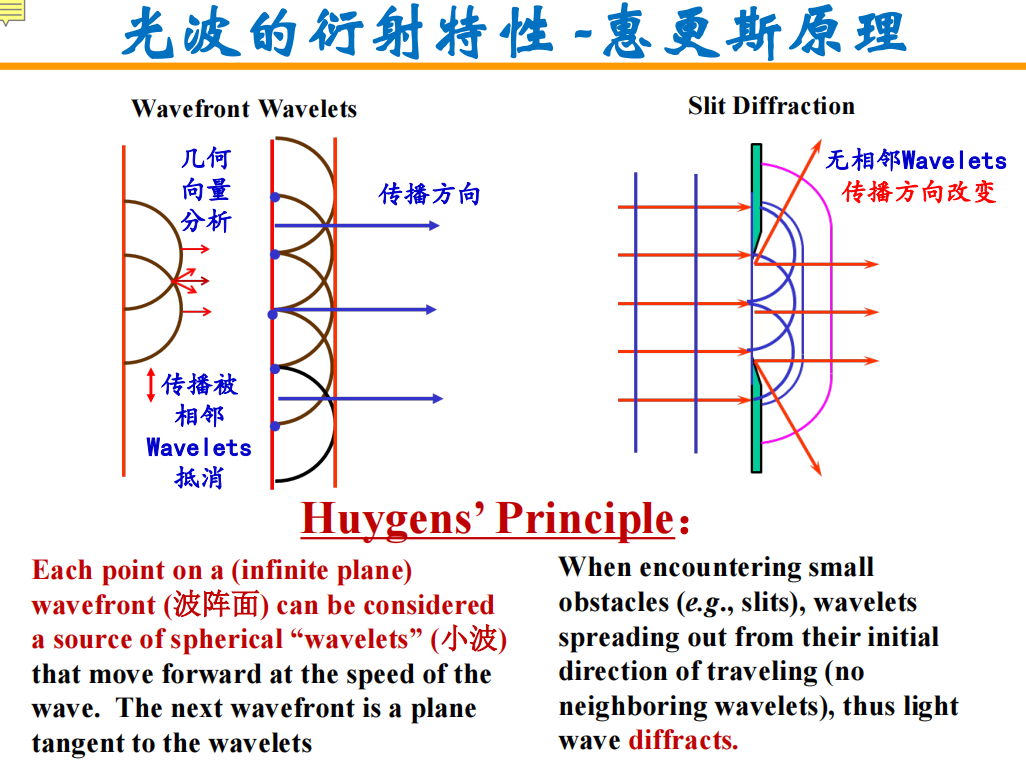 光波的衍射特性-惠更斯原理
Wavefront Wavelets
几何
向量
分析
传播方向
传播被
相邻
Wavelets
抵消
Slit Diffraction
无相邻Wavelets
传播方向改变
Huygens’ Principle：
Each point on a (infinite plane)
wavefront (波阵面) can be considered
a source of spherical “wavelets” (小波)
that move forward at the speed of the
wave.  The next wavefront is a plane
tangent to the wavelets
When encountering small
obstacles (e.g., slits), wavelets
spreading out from their initial
direction of traveling (no
neighboring wavelets), thus light
wave diffracts.